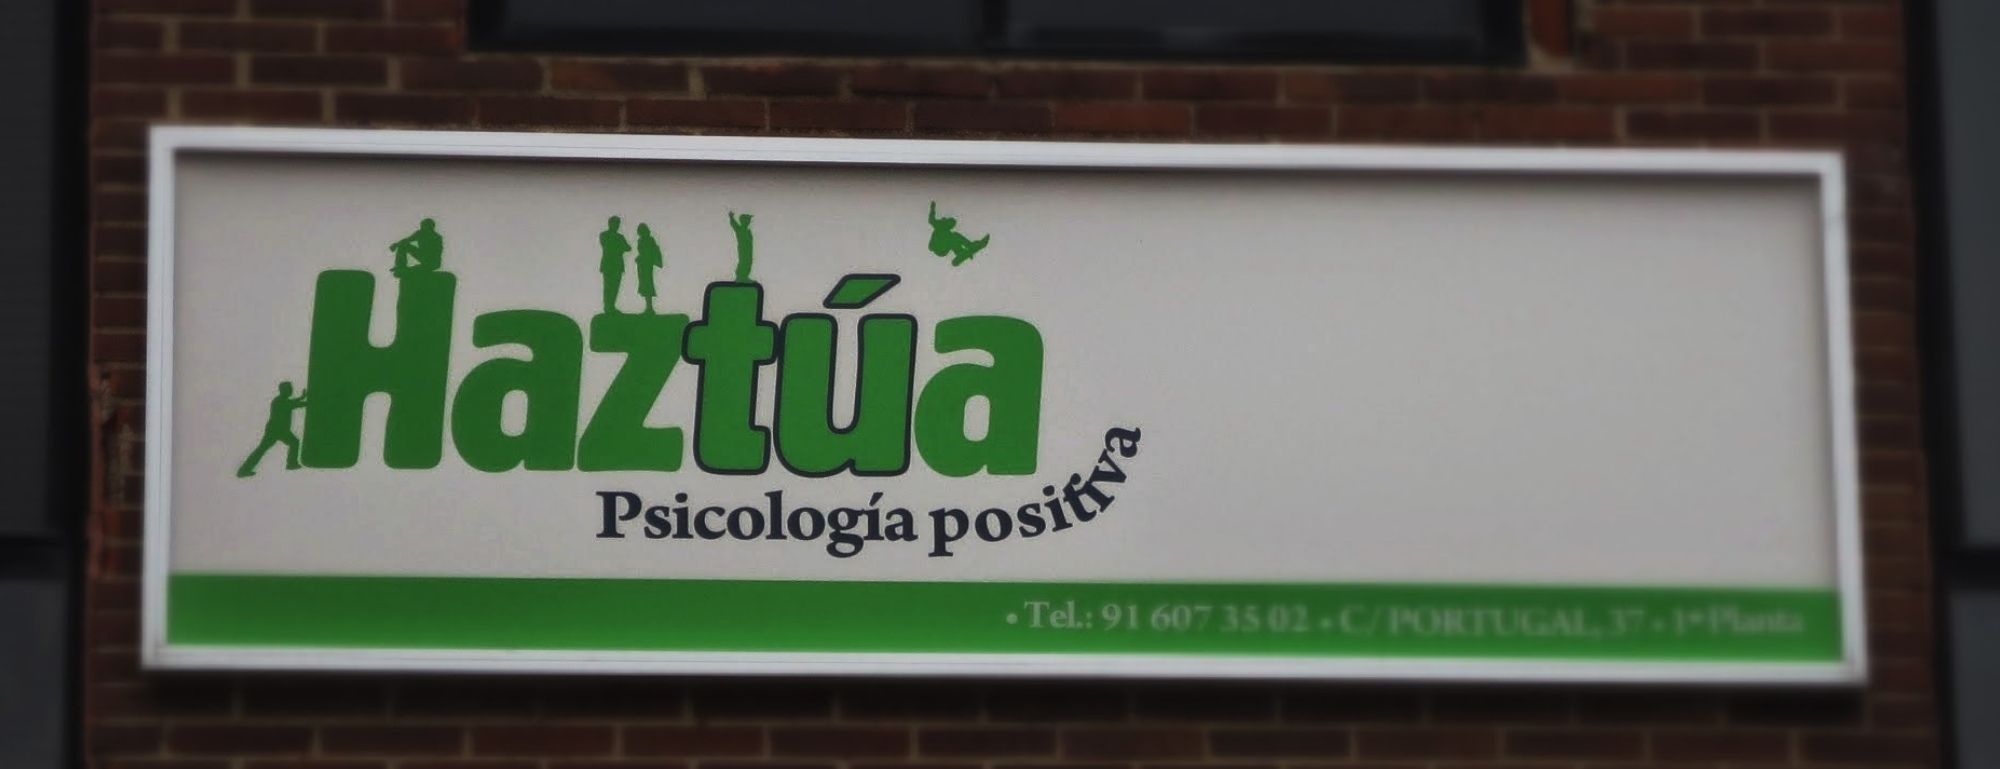 Haztúa
Psicología positiva
• Tel.: 91 607 35 02 • C/ PORTUGAL, 37 • 1ª Planta